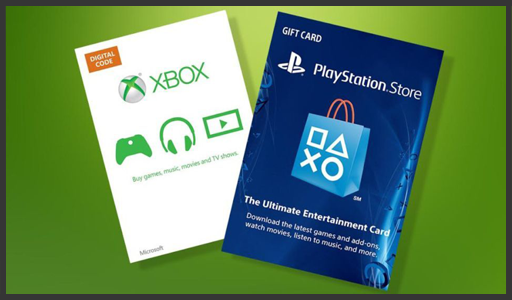 DIGITAL
CODE
XBOX
Buy games, music, movies and TV shows.
Microsoft
GIFT CARD
PlayStation.Store
SM
The Ultimate Entertainment Card
Download the latest games and add-ons,
watch movies, listen to music, and more.